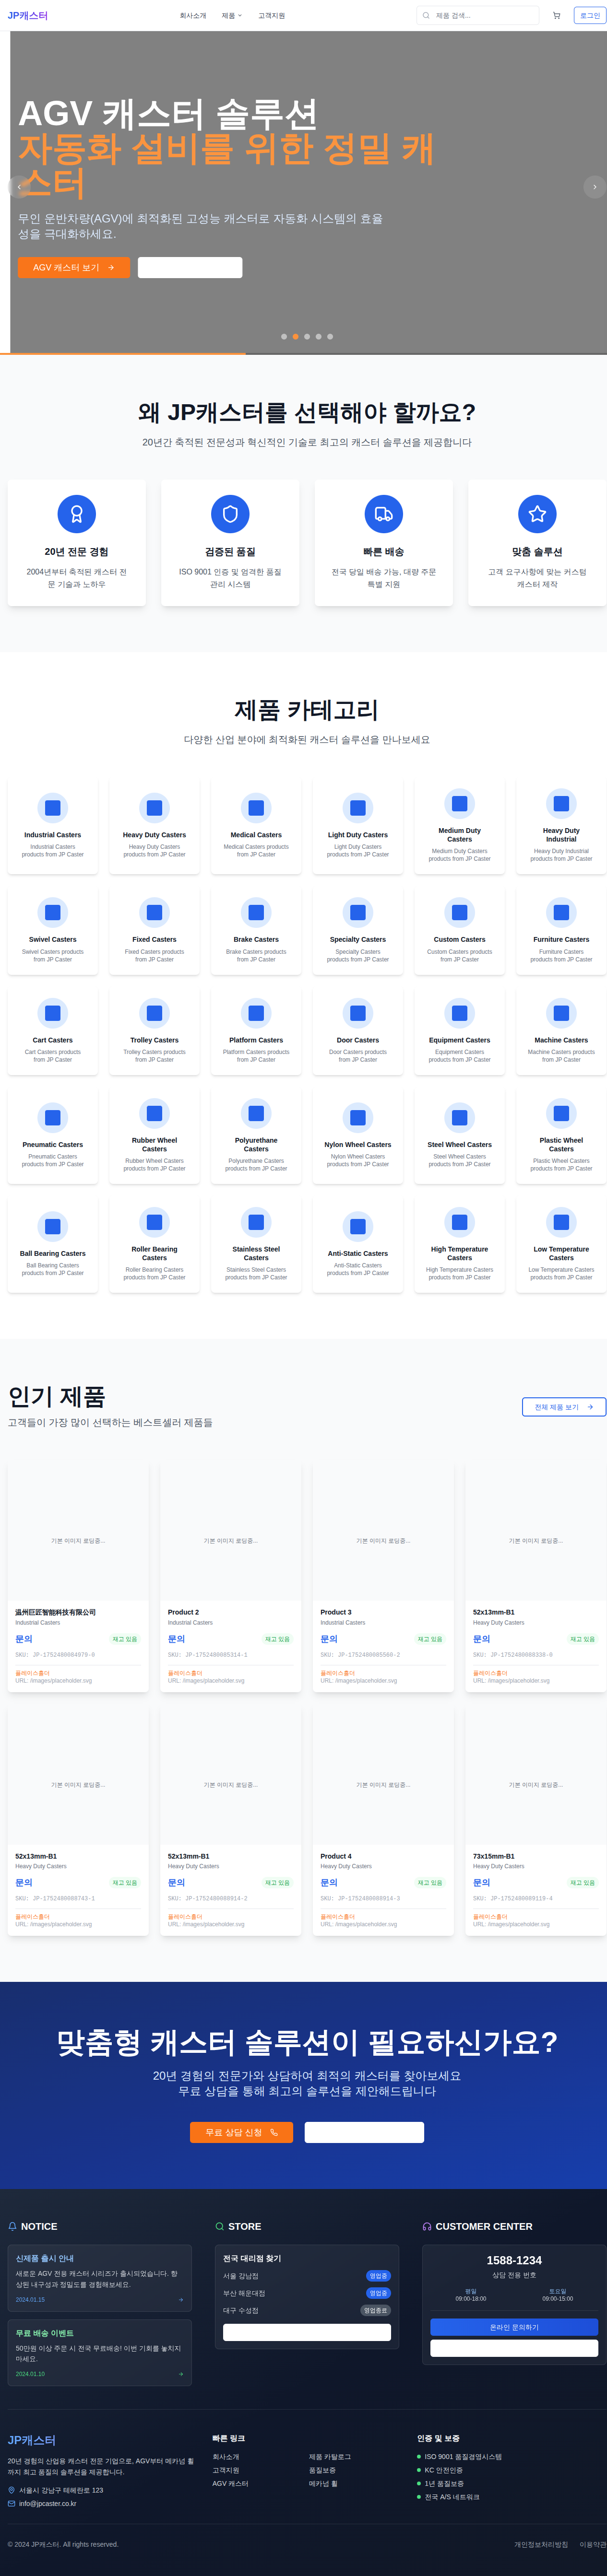 JP캐스터
회사소개 제품 고객지원
제품 검색...
로그인
AGV 캐스터 솔루션
자동화 설비를 위한 정밀 캐
스터
무인 운반차량(AGV)에 최적화된 고성능 캐스터로 자동화 시스템의 효율
성을 극대화하세요.
AGV 캐스터 보기
왜 JP캐스터를 선택해야 할까요?
20년간 축적된 전문성과 혁신적인 기술로 최고의 캐스터 솔루션을 제공합니다
20년 전문 경험
2004년부터 축적된 캐스터 전
문 기술과 노하우
검증된 품질
ISO 9001 인증 및 엄격한 품질
관리 시스템
빠른 배송
전국 당일 배송 가능, 대량 주문
특별 지원
맞춤 솔루션
고객 요구사항에 맞는 커스텀
캐스터 제작
제품 카테고리
다양한 산업 분야에 최적화된 캐스터 솔루션을 만나보세요
Industrial Casters
Industrial Casters
products from JP Caster
Heavy Duty Casters
Heavy Duty Casters
products from JP Caster
Medical Casters
Medical Casters products
from JP Caster
Light Duty Casters
Light Duty Casters
products from JP Caster
Medium Duty
Casters
Medium Duty Casters
products from JP Caster
Heavy Duty
Industrial
Heavy Duty Industrial
products from JP Caster
Swivel Casters
Swivel Casters products
from JP Caster
Fixed Casters
Fixed Casters products
from JP Caster
Brake Casters
Brake Casters products
from JP Caster
Specialty Casters
Specialty Casters
products from JP Caster
Custom Casters
Custom Casters products
from JP Caster
Furniture Casters
Furniture Casters
products from JP Caster
Cart Casters
Cart Casters products
from JP Caster
Trolley Casters
Trolley Casters products
from JP Caster
Platform Casters
Platform Casters products
from JP Caster
Door Casters
Door Casters products
from JP Caster
Equipment Casters
Equipment Casters
products from JP Caster
Machine Casters
Machine Casters products
from JP Caster
Pneumatic Casters
Pneumatic Casters
products from JP Caster
Rubber Wheel
Casters
Rubber Wheel Casters
products from JP Caster
Polyurethane
Casters
Polyurethane Casters
products from JP Caster
Nylon Wheel Casters
Nylon Wheel Casters
products from JP Caster
Steel Wheel Casters
Steel Wheel Casters
products from JP Caster
Plastic Wheel
Casters
Plastic Wheel Casters
products from JP Caster
Ball Bearing Casters
Ball Bearing Casters
products from JP Caster
Roller Bearing
Casters
Roller Bearing Casters
products from JP Caster
Stainless Steel
Casters
Stainless Steel Casters
products from JP Caster
Anti-Static Casters
Anti-Static Casters
products from JP Caster
High Temperature
Casters
High Temperature Casters
products from JP Caster
Low Temperature
Casters
Low Temperature Casters
products from JP Caster
인기 제품
고객들이 가장 많이 선택하는 베스트셀러 제품들
전체 제품 보기
기본 이미지 로딩중...
温州巨匠智能科技有限公司
Industrial Casters
문의 재고 있음
SKU: JP-1752480084979-0
플레이스홀더
URL: /images/placeholder.svg
기본 이미지 로딩중...
Product 2
Industrial Casters
문의 재고 있음
SKU: JP-1752480085314-1
플레이스홀더
URL: /images/placeholder.svg
기본 이미지 로딩중...
Product 3
Industrial Casters
문의 재고 있음
SKU: JP-1752480085560-2
플레이스홀더
URL: /images/placeholder.svg
기본 이미지 로딩중...
52x13mm-B1
Heavy Duty Casters
문의 재고 있음
SKU: JP-1752480088338-0
플레이스홀더
URL: /images/placeholder.svg
기본 이미지 로딩중...
52x13mm-B1
Heavy Duty Casters
문의 재고 있음
SKU: JP-1752480088743-1
플레이스홀더
URL: /images/placeholder.svg
기본 이미지 로딩중...
52x13mm-B1
Heavy Duty Casters
문의 재고 있음
SKU: JP-1752480088914-2
플레이스홀더
URL: /images/placeholder.svg
기본 이미지 로딩중...
Product 4
Heavy Duty Casters
문의 재고 있음
SKU: JP-1752480088914-3
플레이스홀더
URL: /images/placeholder.svg
기본 이미지 로딩중...
73x15mm-B1
Heavy Duty Casters
문의 재고 있음
SKU: JP-1752480089119-4
플레이스홀더
URL: /images/placeholder.svg
맞춤형 캐스터 솔루션이 필요하신가요?
20년 경험의 전문가와 상담하여 최적의 캐스터를 찾아보세요
무료 상담을 통해 최고의 솔루션을 제안해드립니다
무료 상담 신청
NOTICE
신제품 출시 안내
새로운 AGV 전용 캐스터 시리즈가 출시되었습니다. 향
상된 내구성과 정밀도를 경험해보세요.
2024.01.15
무료 배송 이벤트
50만원 이상 주문 시 전국 무료배송! 이번 기회를 놓치지
마세요.
2024.01.10
STORE
전국 대리점 찾기
서울 강남점 영업중
부산 해운대점 영업중
대구 수성점 영업종료
CUSTOMER CENTER
1588-1234
상담 전용 번호
평일
09:00-18:00
토요일
09:00-15:00
온라인 문의하기
JP캐스터
20년 경험의 산업용 캐스터 전문 기업으로, AGV부터 메카넘 휠
까지 최고 품질의 솔루션을 제공합니다.
서울시 강남구 테헤란로 123
info@jpcaster.co.kr
빠른 링크
회사소개 제품 카탈로그
고객지원 품질보증
AGV 캐스터 메카넘 휠
인증 및 보증
ISO 9001 품질경영시스템
KC 안전인증
1년 품질보증
전국 A/S 네트워크
© 2024 JP캐스터. All rights reserved.
개인정보처리방침 이용약관